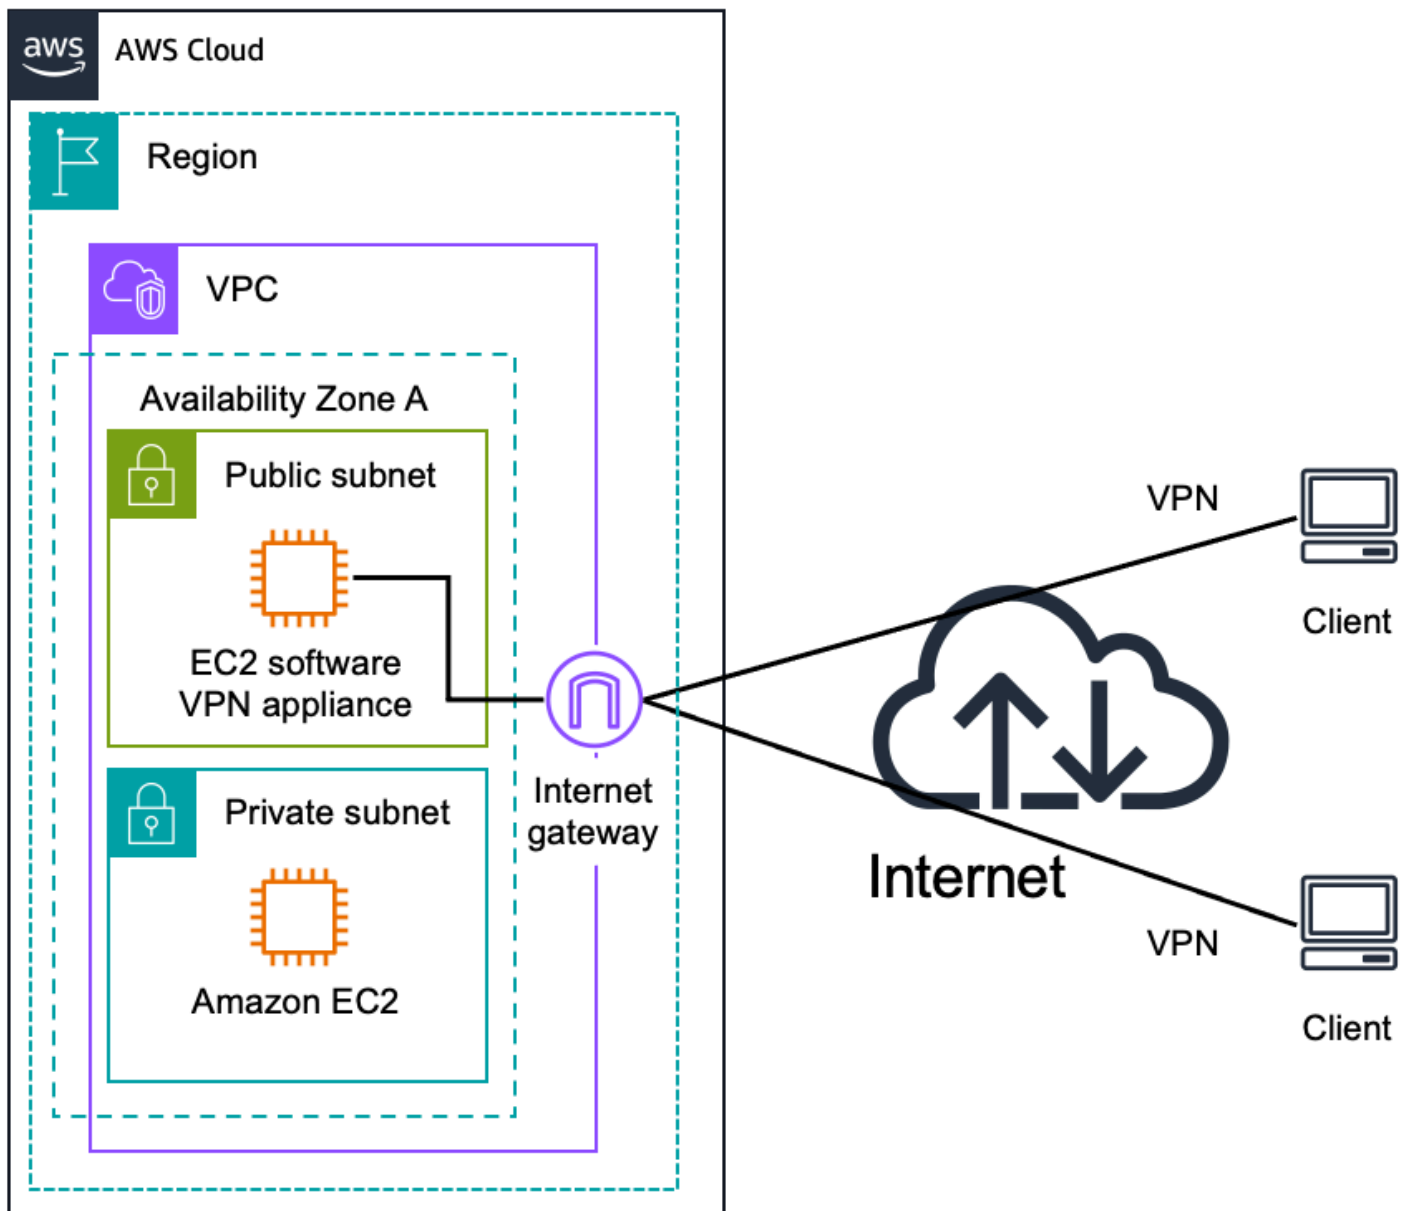 aws
AWS Cloud
Region
VPC
Availability Zone A
Public subnet
EC2 software
VPN appliance
Internet
gateway
Private subnet
Amazon EC2
VPN
Client
Internet
VPN
Client